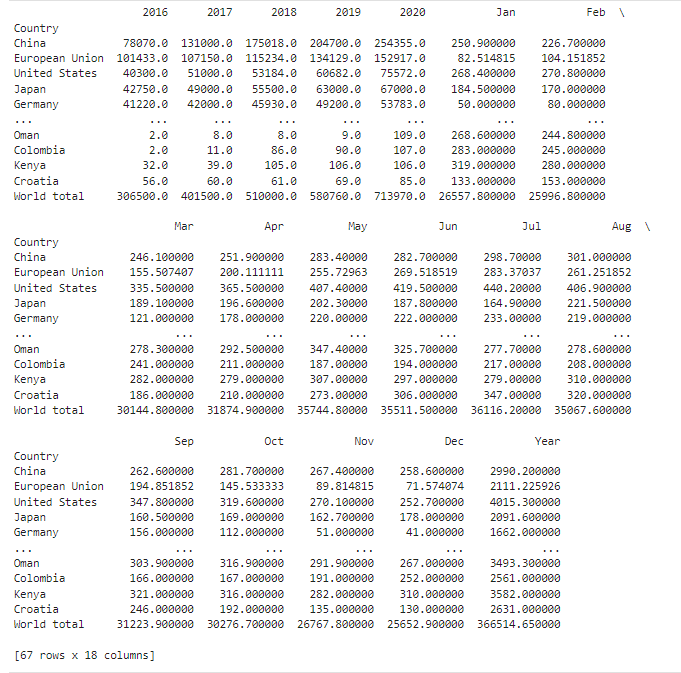 2016 2017 2018 2019 2020 Jan Feb \
Country
China 78070.0 131000.0 175018.0 204700.0 254355.0 250.900000 226.700000
European Union 101433.0 107150.0 115234.0 134129.0 152917.0 82.514815 104.151852
United States 40300.0 51000.0 53184.0 60682.0 75572.0 268.400000 270.800000
Japan 42750.0 49000.0 55500.0 63000.0 67000.0 184.500000 170.000000
Germany 41220.0 42000.0 45930.0 49200.0 53783.0 50.000000 80.000000
... ... ... ... ... ... ... ...
Oman 2.0 8.0 8.0 9.0 109.0 268.600000 244.800000
Colombia 2.0 11.0 86.0 90.0 107.0 283.000000 245.000000
Kenya 32.0 39.0 105.0 106.0 106.0 319.000000 280.000000
Croatia 56.0 60.0 61.0 69.0 85.0 133.000000 153.000000
World total 306500.0 401500.0 510000.0 580760.0 713970.0 26557.800000 25996.800000
Mar Apr May Jun Jul Aug \
Country
China 246.100000 251.900000 283.40000 282.700000 298.70000 301.000000
European Union 155.507407 200.111111 255.72963 269.518519 283.37037 261.251852
United States 335.500000 365.500000 407.40000 419.500000 440.20000 406.900000
Japan 189.100000 196.600000 202.30000 187.800000 164.90000 221.500000
Germany 121.000000 178.000000 220.00000 222.000000 233.00000 219.000000
... ... ... ... ... ... ...
Oman 278.300000 292.500000 347.40000 325.700000 277.70000 278.600000
Colombia 241.000000 211.000000 187.00000 194.000000 217.00000 208.000000
Kenya 282.000000 279.000000 307.00000 297.000000 279.00000 310.000000
Croatia 186.000000 210.000000 273.00000 306.000000 347.00000 320.000000
World total 30144.800000 31874.900000 35744.80000 35511.500000 36116.20000 35067.600000
Sep Oct Nov Dec Year
Country
China 262.600000 281.700000 267.400000 258.600000 2990.200000
European Union 194.851852 145.533333 89.814815 71.574074 2111.225926
United States 347.800000 319.600000 270.100000 252.700000 4015.300000
Japan 160.500000 169.000000 162.700000 178.000000 2091.600000
Germany 156.000000 112.000000 51.000000 41.000000 1662.000000
... ... ... ... ... ...
Oman 303.900000 316.900000 291.900000 267.000000 3493.300000
Colombia 166.000000 167.000000 191.000000 252.000000 2561.000000
Kenya 321.000000 316.000000 282.000000 310.000000 3582.000000
Croatia 246.000000 192.000000 135.000000 130.000000 2631.000000
World total 31223.900000 30276.700000 26767.800000 25652.900000 366514.650000
[67 rows x 18 columns]